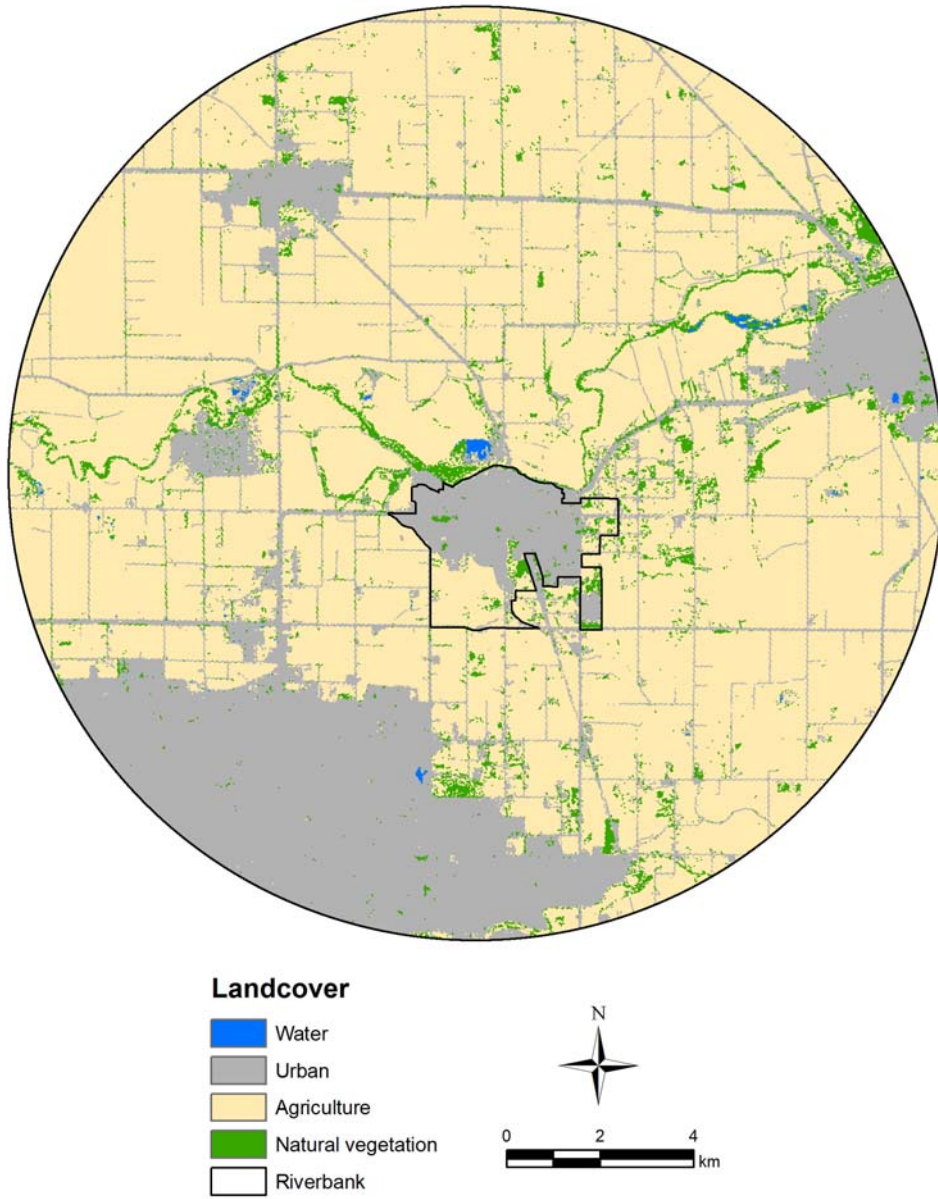 Landcover
Water
Urban
Agriculture
Natural vegetation
Riverbank
N
0 2 4
km